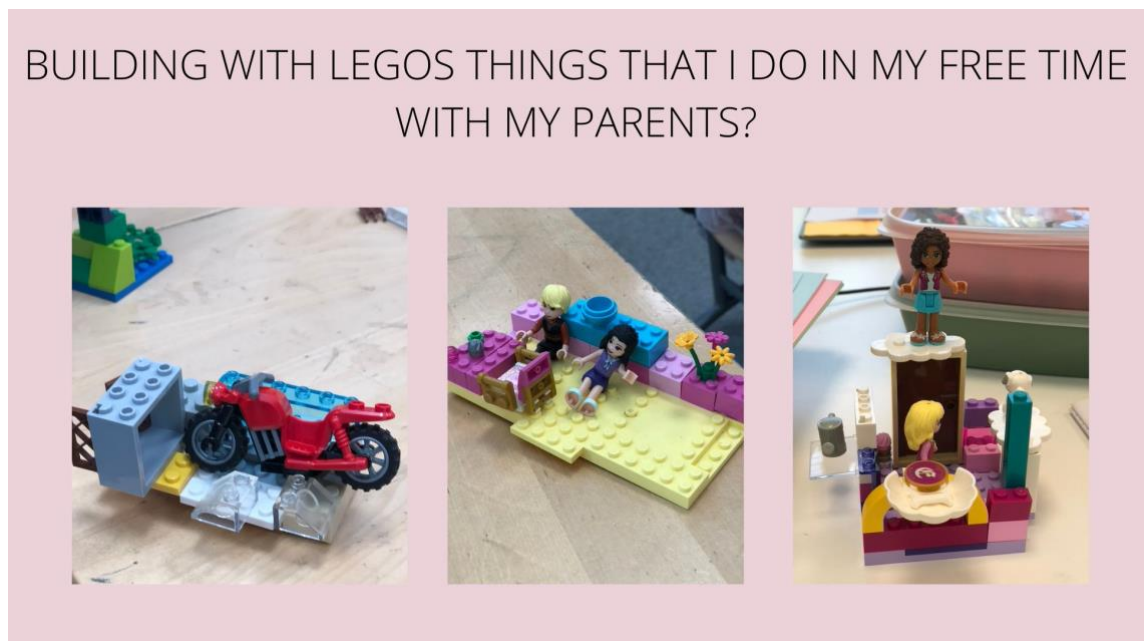 BUILDING WITH LEGOS THINGS THAT I DO IN MY FREE TIME
WITH MY PARENTS?